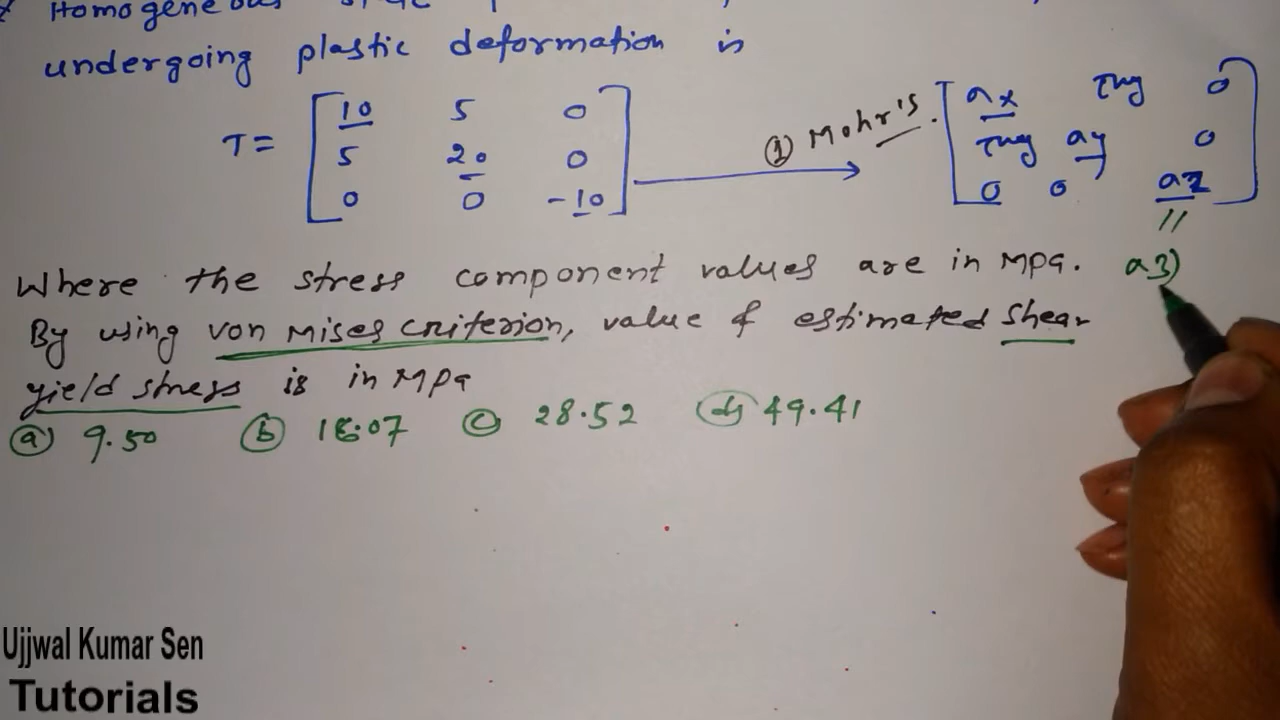 Homogeneous
undergoing plastic deformation is
T = [ 10 5 0
5 20 0
0 0 -10 ]
① Mohr's.
[ σx τxy 0
τxy σy 0
0 0 σz ]
σ3)
Where the stress component values are in MPa.
By using von Mises criterion, value of estimated shear
yield stress is in MPa
ⓐ 9.50 ⓑ 18.07 ⓒ 28.52 ⓓ 49.41
Ujjwal Kumar Sen
Tutorials